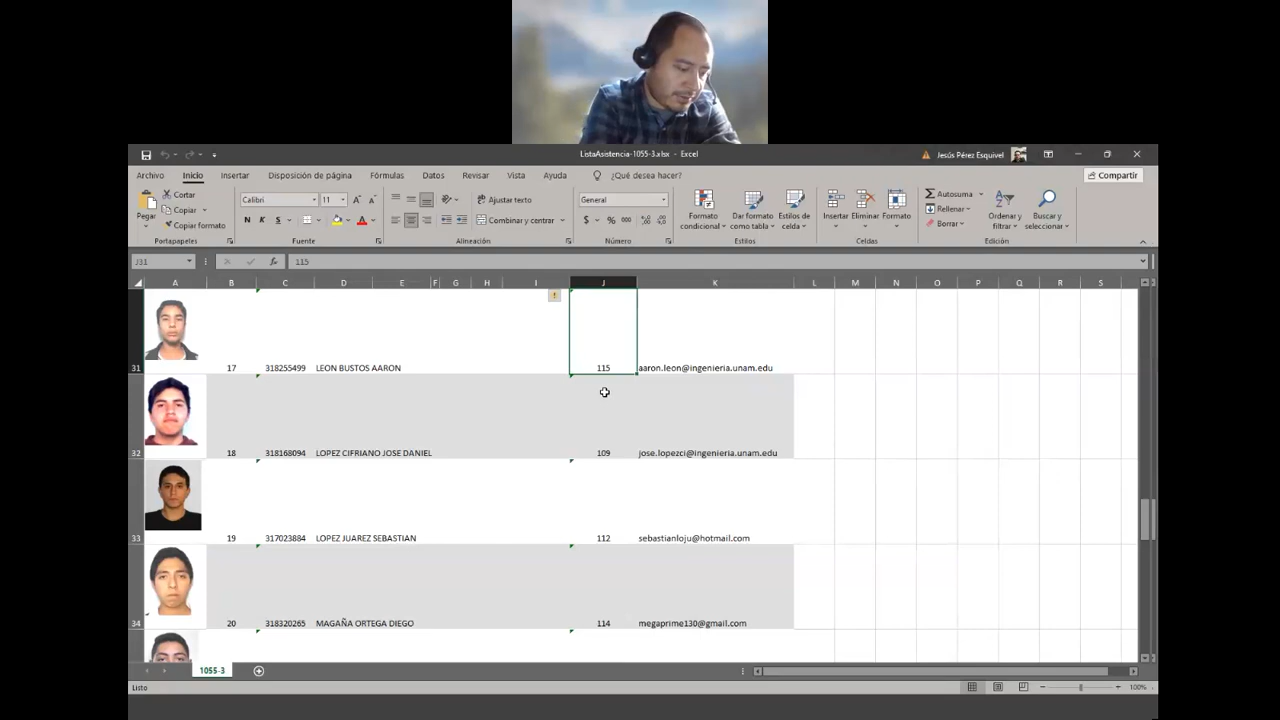 ListaAsistencia-1055-3.xlsx - Excel
Jesús Pérez Esquivel
Archivo Inicio Insertar Disposición de página Fórmulas Datos Revisar Vista Ayuda ¿Qué desea hacer? Compartir
Pegar
Cortar
Copiar
Copiar formato
Portapapeles
Calibri 11
N K S
Fuente
Ajustar texto
Combinar y centrar
Alineación
General
$ % 000
Número
Formato condicional
Dar formato como tabla
Estilos de celda
Estilos
Insertar Eliminar Formato
Celdas
Autosuma
Rellenar
Borrar
Ordenar y filtrar
Buscar y seleccionar
Edición
J31 fx 115
A B C D E F G H I J K L M N O P Q R S
31 17 318255499 LEON BUSTOS AARON 115 aaron.leon@ingenieria.unam.edu
32 18 318168094 LOPEZ CIFRIANO JOSE DANIEL 109 jose.lopezci@ingenieria.unam.edu
33 19 317023884 LOPEZ JUAREZ SEBASTIAN 112 sebastianloju@hotmail.com
34 20 318320265 MAGAÑA ORTEGA DIEGO 114 megaprime130@gmail.com
1055-3
Listo
100%